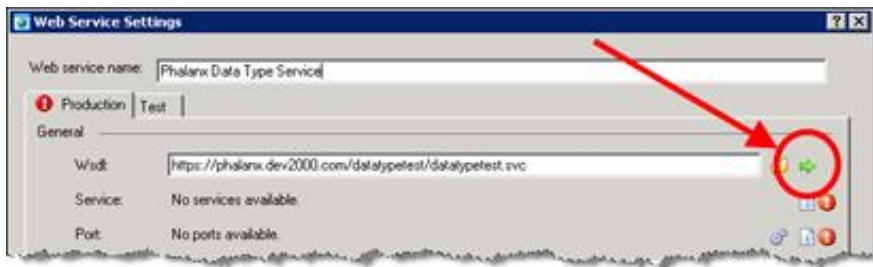 Web Service Settings
Web service name: Phalanx Data Type Service
Production Test
General
Wsdl: https://phalanx.dev2000.com/datatypetest/datatypetest.svc
Service: No services available.
Port: No ports available.